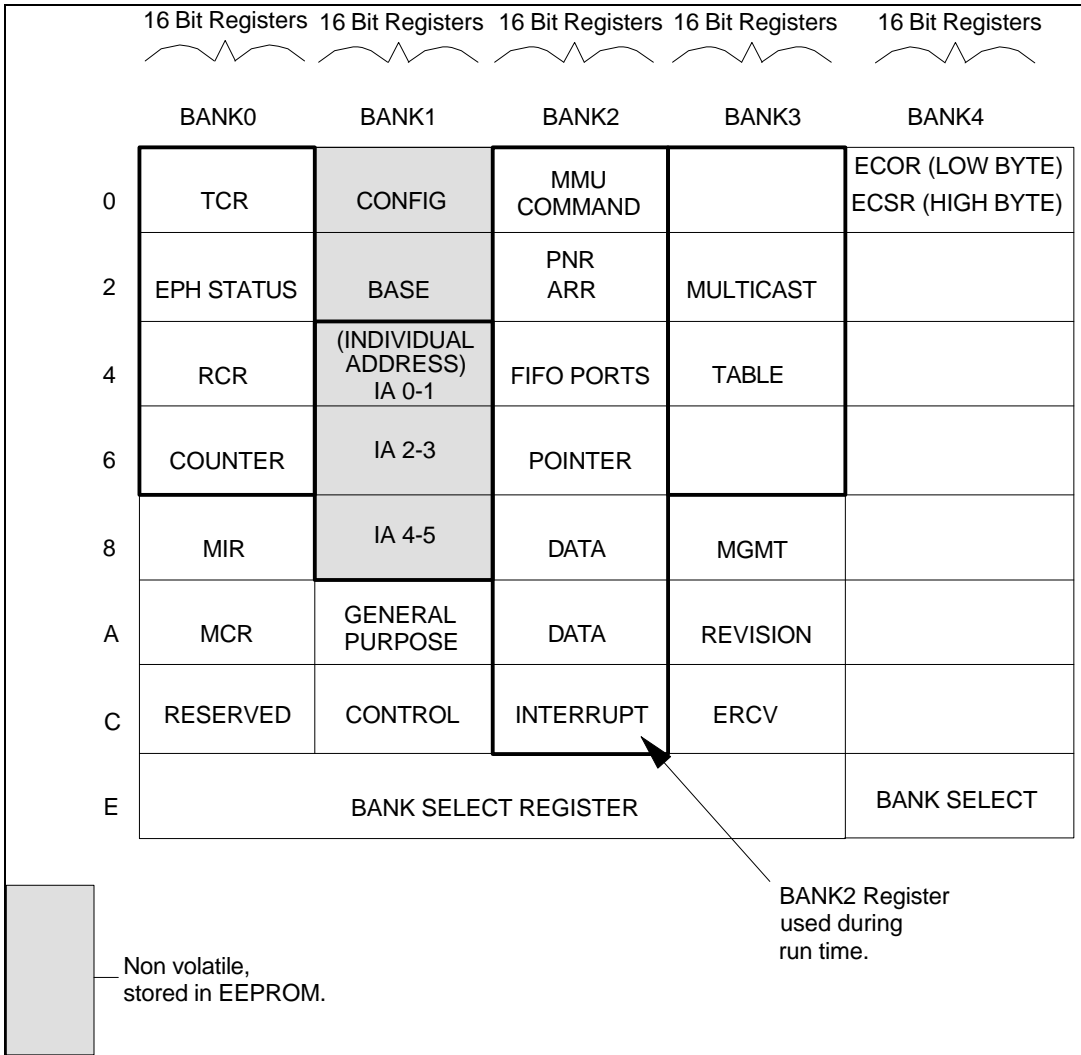 16 Bit Registers 16 Bit Registers 16 Bit Registers 16 Bit Registers 16 Bit Registers
BANK0 BANK1 BANK2 BANK3 BANK4
0 TCR CONFIG MMU COMMAND ECOR (LOW BYTE) ECSR (HIGH BYTE)
2 EPH STATUS BASE PNR ARR MULTICAST
4 RCR (INDIVIDUAL ADDRESS) IA 0-1 FIFO PORTS TABLE
6 COUNTER IA 2-3 POINTER
8 MIR IA 4-5 DATA MGMT
A MCR GENERAL PURPOSE DATA REVISION
C RESERVED CONTROL INTERRUPT ERCV
E BANK SELECT REGISTER BANK SELECT
BANK2 Register
used during
run time.
Non volatile,
stored in EEPROM.